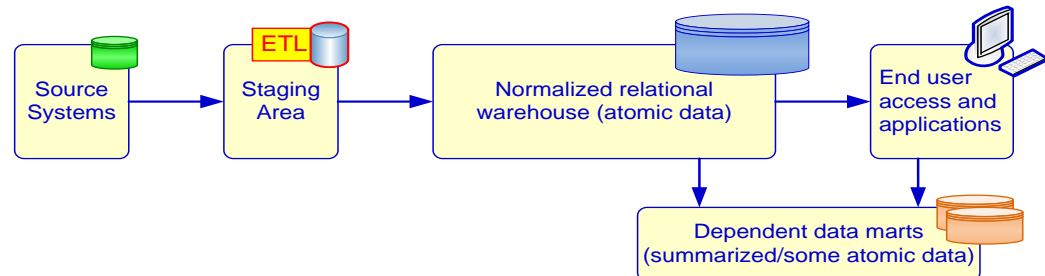 Source
Systems
ETL
Staging
Area
Normalized relational
warehouse (atomic data)
End user
access and
applications
Dependent data marts
(summarized/some atomic data)